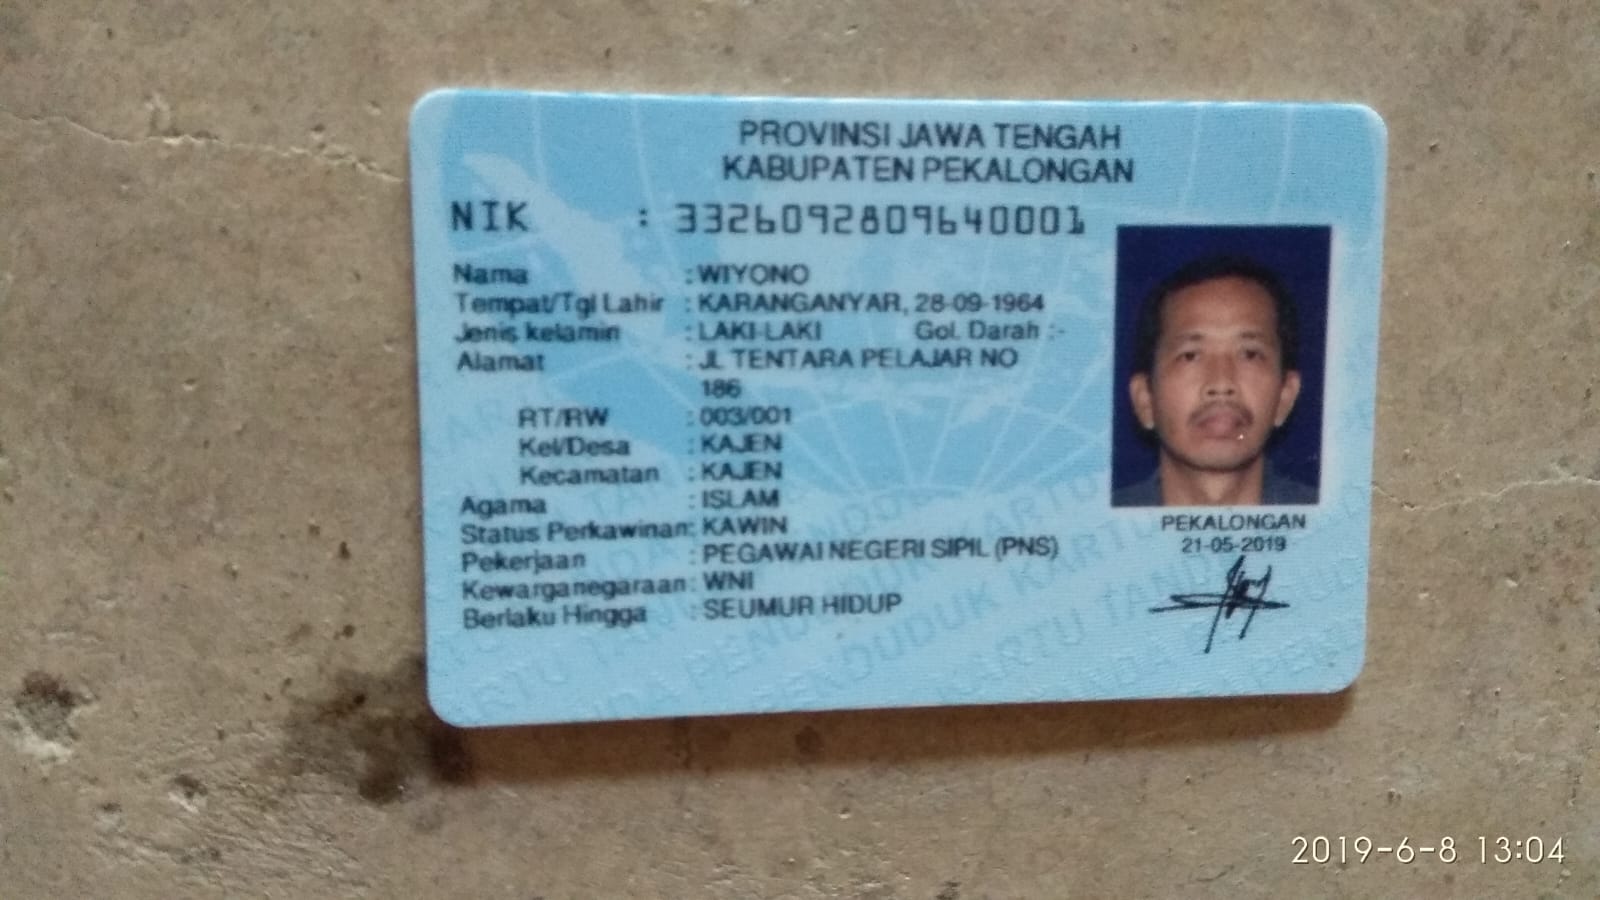 PROVINSI JAWA TENGAH
KABUPATEN PEKALONGAN
NIK : 3326092809640001
Nama : WIYONO
Tempat/Tgl Lahir : KARANGANYAR, 28-09-1964
Jenis kelamin : LAKI-LAKI Gol. Darah :-
Alamat : JL TENTARA PELAJAR NO
186
RT/RW : 003/001
Kel/Desa : KAJEN
Kecamatan : KAJEN
Agama : ISLAM
Status Perkawinan: KAWIN
Pekerjaan : PEGAWAI NEGERI SIPIL (PNS)
Kewarganegaraan: WNI
Berlaku Hingga : SEUMUR HIDUP
PEKALONGAN
21-05-2019
2019-6-8 13:04